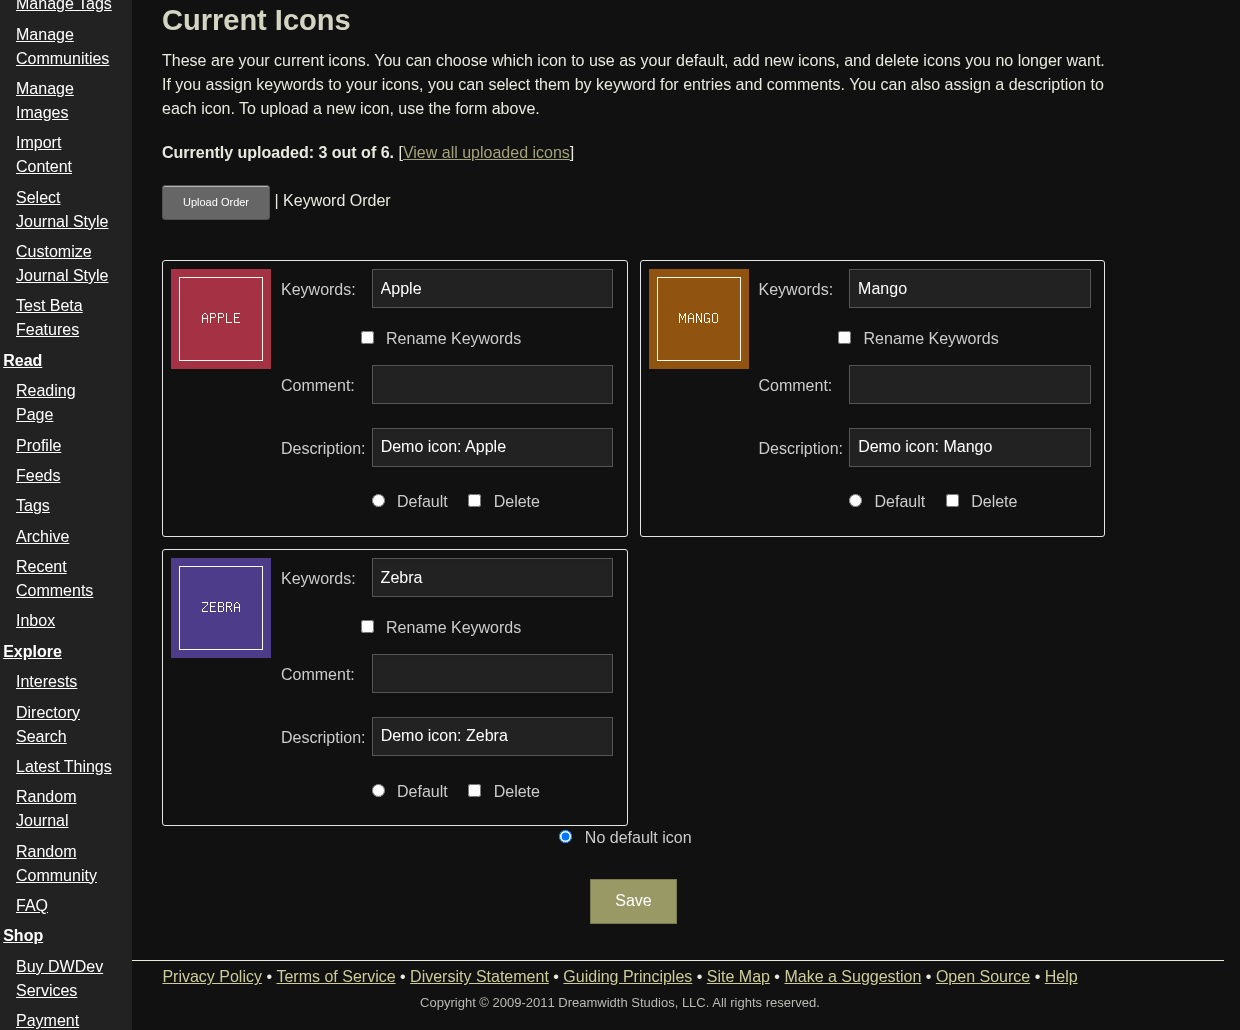 Manage Tags
Manage
Communities
Manage
Images
Import
Content
Select
Journal Style
Customize
Journal Style
Test Beta
Features
Read
Reading
Page
Profile
Feeds
Tags
Archive
Recent
Comments
Inbox
Explore
Interests
Directory
Search
Latest Things
Random
Journal
Random
Community
FAQ
Shop
Buy DWDev
Services
Payment
Current Icons
These are your current icons. You can choose which icon to use as your default, add new icons, and delete icons you no longer want.
If you assign keywords to your icons, you can select them by keyword for entries and comments. You can also assign a description to
each icon. To upload a new icon, use the form above.
Currently uploaded: 3 out of 6. [View all uploaded icons]
Upload Order | Keyword Order
APPLE
Keywords: Apple
Rename Keywords
Comment:
Description: Demo icon: Apple
Default Delete
MANGO
Keywords: Mango
Rename Keywords
Comment:
Description: Demo icon: Mango
Default Delete
ZEBRA
Keywords: Zebra
Rename Keywords
Comment:
Description: Demo icon: Zebra
Default Delete
No default icon
Save
Privacy Policy • Terms of Service • Diversity Statement • Guiding Principles • Site Map • Make a Suggestion • Open Source • Help
Copyright © 2009-2011 Dreamwidth Studios, LLC. All rights reserved.